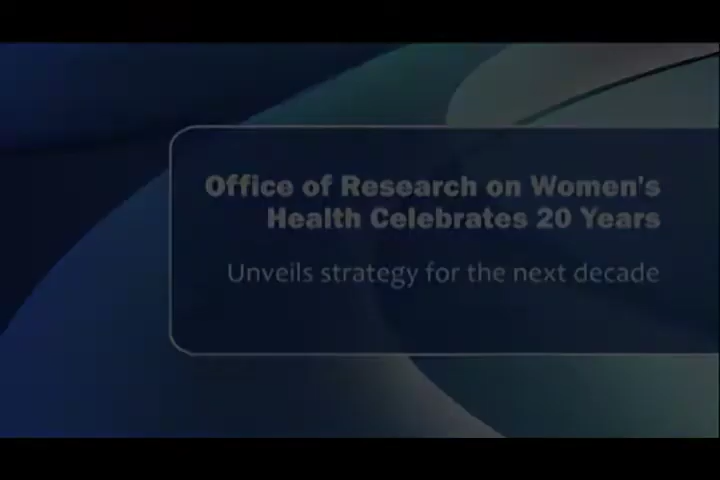 Office of Research on Women's
Health Celebrates 20 Years
Unveils strategy for the next decade